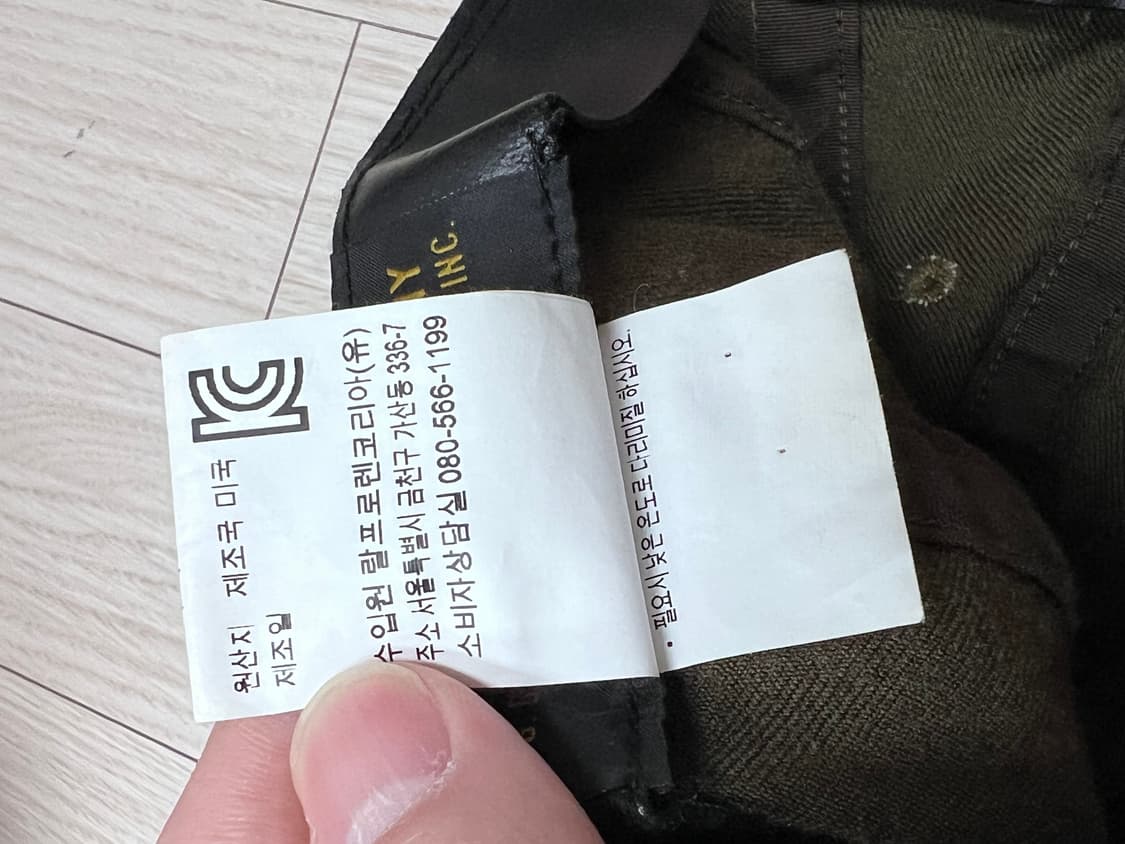 KC
원산지 제조국 미국
제조일
수입원 랄프로렌코리아(유)
주소 서울특별시 금천구 가산동 336-7
소비자상담실 080-566-1199
• 필요시 낮은 온도로 다리미질 하십시오.
INC.